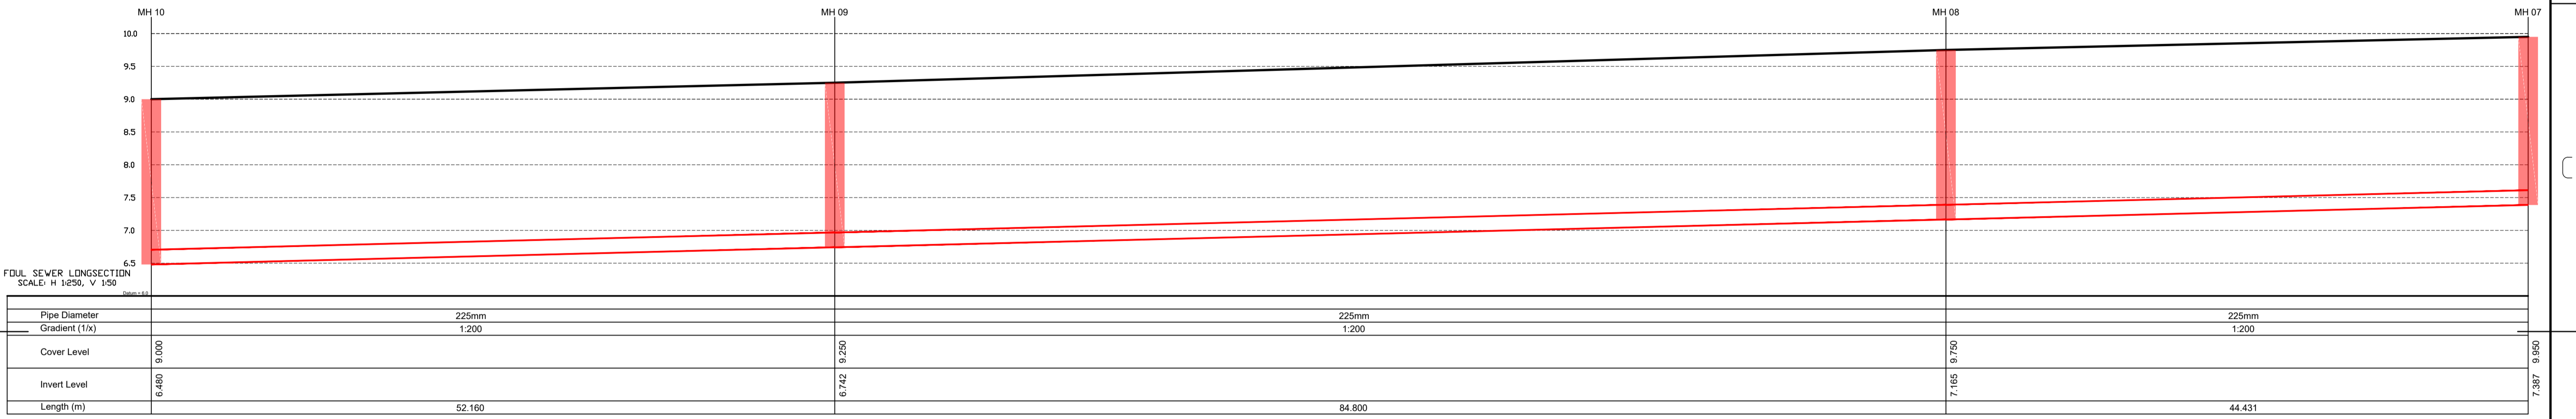 MH 10 MH 09 MH 08 MH 07
10.0
9.5
9.0
8.5
8.0
7.5
7.0
6.5
FOUL SEWER LONGSECTION
SCALE: H 1:250, V 1:50
Datum = 6.0
Pipe Diameter 225mm 225mm 225mm
Gradient (1/x) 1:200 1:200 1:200
Cover Level 9.000 9.250 9.750 9.950
Invert Level 6.480 6.742 7.165 7.387
Length (m) 52.160 84.800 44.431